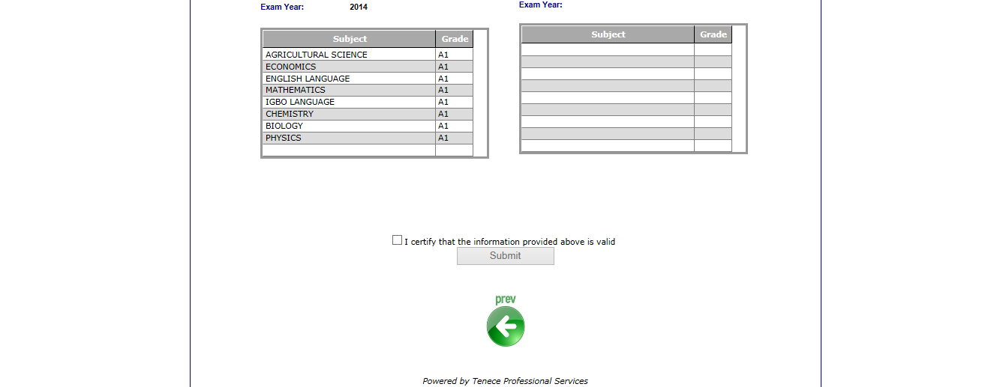 Exam Year: 2014
Subject Grade
AGRICULTURAL SCIENCE A1
ECONOMICS A1
ENGLISH LANGUAGE A1
MATHEMATICS A1
IGBO LANGUAGE A1
CHEMISTRY A1
BIOLOGY A1
PHYSICS A1
Exam Year:
Subject Grade
I certify that the information provided above is valid
Submit
prev
Powered by Tenece Professional Services